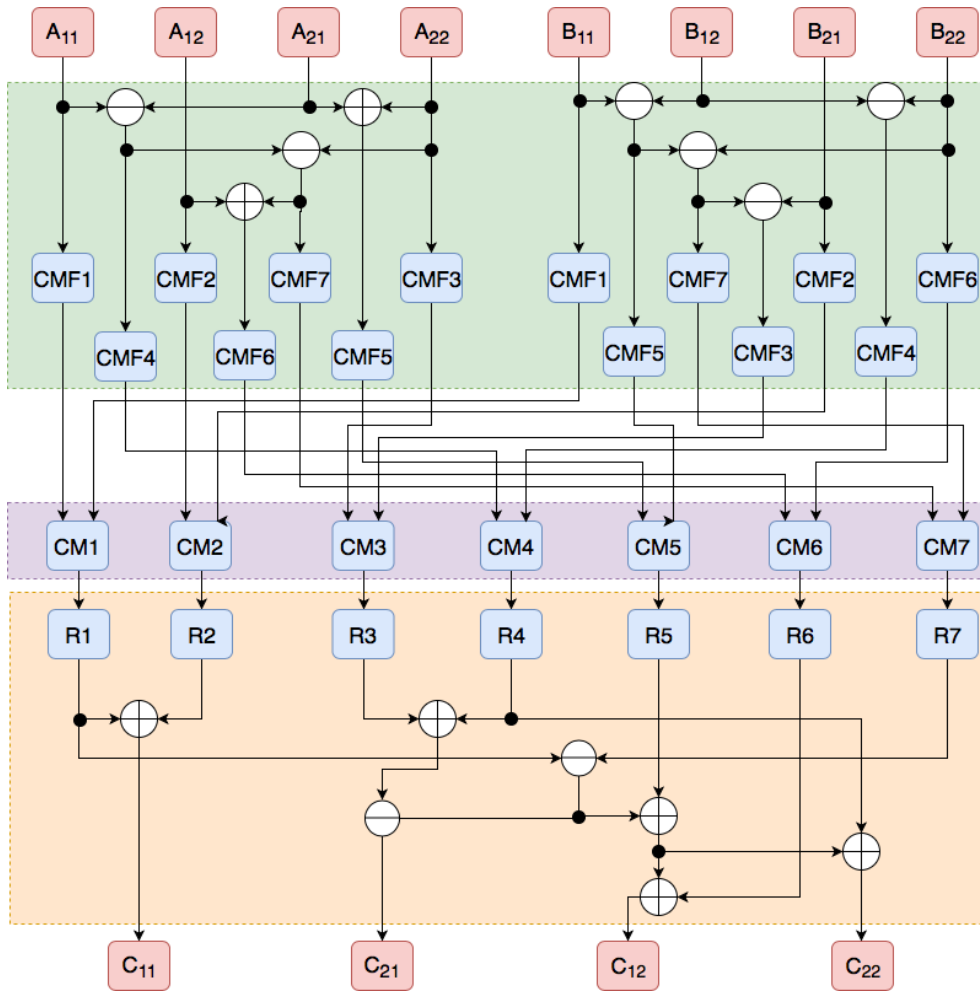 A11 A12 A21 A22 B11 B12 B21 B22
CMF1 CMF2 CMF7 CMF3 CMF1 CMF7 CMF2 CMF6
CMF4 CMF6 CMF5 CMF5 CMF3 CMF4
CM1 CM2 CM3 CM4 CM5 CM6 CM7
R1 R2 R3 R4 R5 R6 R7
C11 C21 C12 C22